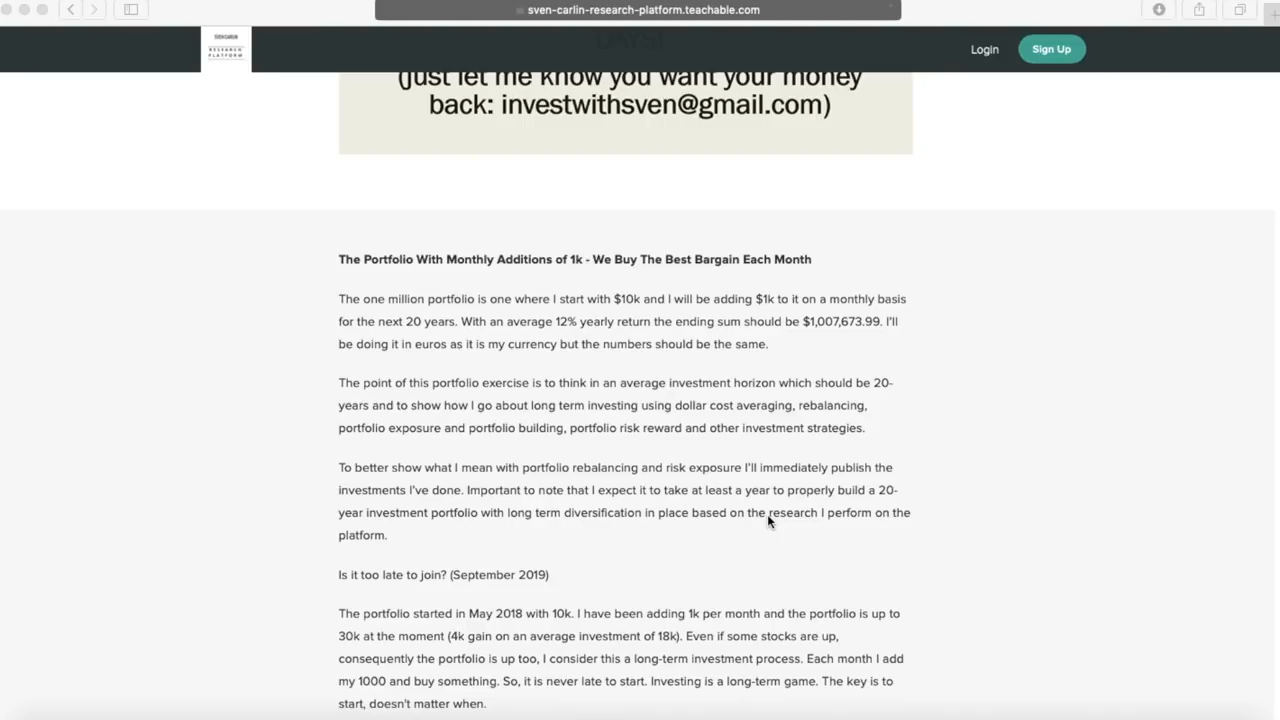 sven-carlin-research-platform.teachable.com
SVEN CARLIN
RESEARCH
PLATFORM
DAYS!
Login
Sign Up
(just let me know you want your money
back: investwithsven@gmail.com)
The Portfolio With Monthly Additions of 1k - We Buy The Best Bargain Each Month
The one million portfolio is one where I start with $10k and I will be adding $1k to it on a monthly basis
for the next 20 years. With an average 12% yearly return the ending sum should be $1,007,673.99. I'll
be doing it in euros as it is my currency but the numbers should be the same.
The point of this portfolio exercise is to think in an average investment horizon which should be 20-
years and to show how I go about long term investing using dollar cost averaging, rebalancing,
portfolio exposure and portfolio building, portfolio risk reward and other investment strategies.
To better show what I mean with portfolio rebalancing and risk exposure I'll immediately publish the
investments I've done. Important to note that I expect it to take at least a year to properly build a 20-
year investment portfolio with long term diversification in place based on the research I perform on the
platform.
Is it too late to join? (September 2019)
The portfolio started in May 2018 with 10k. I have been adding 1k per month and the portfolio is up to
30k at the moment (4k gain on an average investment of 18k). Even if some stocks are up,
consequently the portfolio is up too, I consider this a long-term investment process. Each month I add
my 1000 and buy something. So, it is never late to start. Investing is a long-term game. The key is to
start, doesn't matter when.